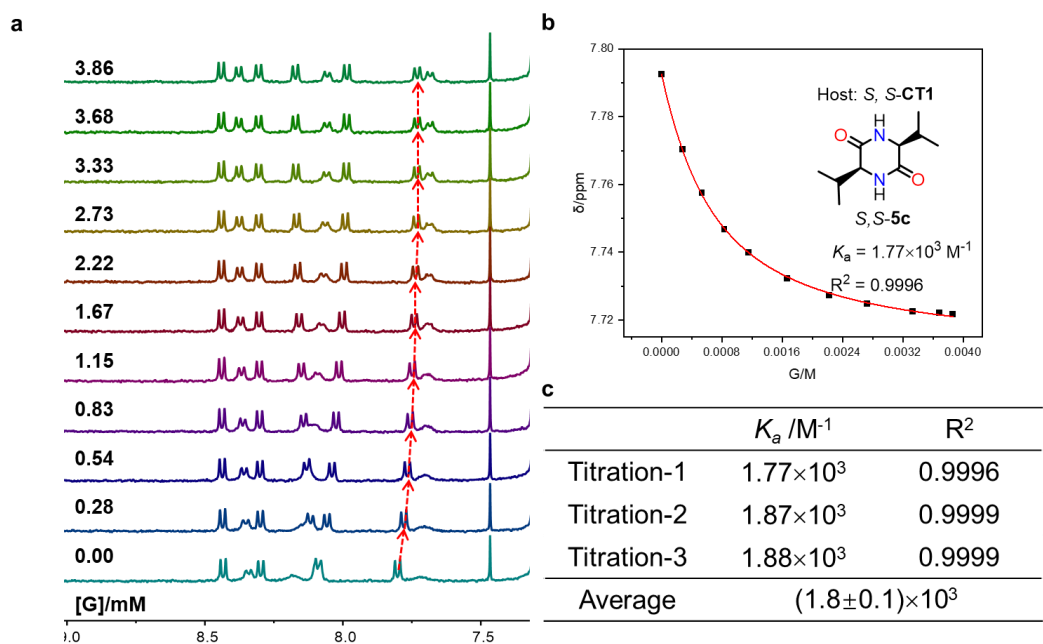 a
3.86
3.68
3.33
2.73
2.22
1.67
1.15
0.83
0.54
0.28
0.00
[G]/mM
9.0 8.5 8.0 7.5
b
7.80
7.78
7.76
7.74
7.72
δ/ppm
0.0000 0.0008 0.0016 0.0024 0.0032 0.0040
G/M
Host: S, S-CT1
H
N
O
O
N
H
S,S-5c
Ka = 1.77×10³ M⁻¹
R² = 0.9996
c
Ka /M⁻¹ R²
Titration-1 1.77×10³ 0.9996
Titration-2 1.87×10³ 0.9999
Titration-3 1.88×10³ 0.9999
Average (1.8±0.1)×10³